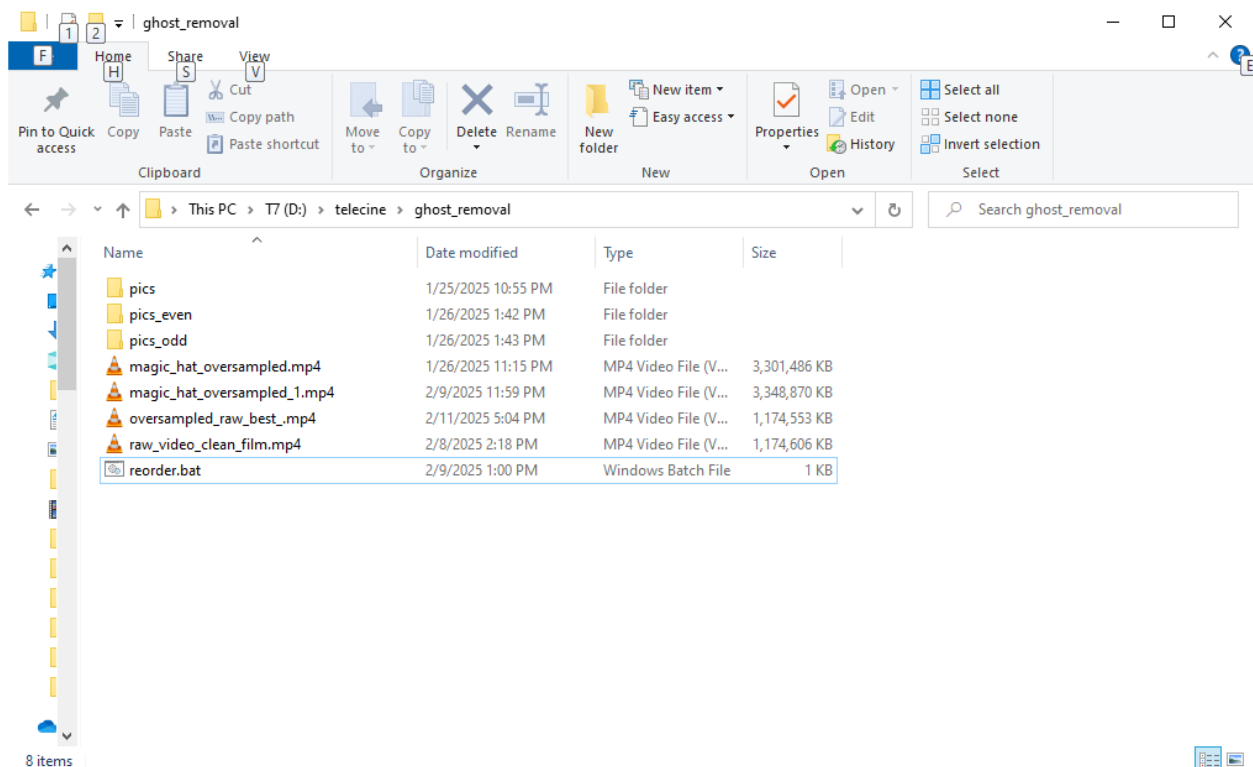 1 2 ghost_removal
F Home Share View E
H S V
Pin to Quick access Copy Paste Cut Copy path Paste shortcut Move to Copy to Delete Rename New folder New item Easy access Properties Open Edit History Select all Select none Invert selection
Clipboard Organize New Open Select
This PC T7 (D:) telecine ghost_removal Search ghost_removal
Name Date modified Type Size
pics 1/25/2025 10:55 PM File folder
pics_even 1/26/2025 1:42 PM File folder
pics_odd 1/26/2025 1:43 PM File folder
magic_hat_oversampled.mp4 1/26/2025 11:15 PM MP4 Video File (V... 3,301,486 KB
magic_hat_oversampled_1.mp4 2/9/2025 11:59 PM MP4 Video File (V... 3,348,870 KB
oversampled_raw_best_.mp4 2/11/2025 5:04 PM MP4 Video File (V... 1,174,553 KB
raw_video_clean_film.mp4 2/8/2025 2:18 PM MP4 Video File (V... 1,174,606 KB
reorder.bat 2/9/2025 1:00 PM Windows Batch File 1 KB
8 items